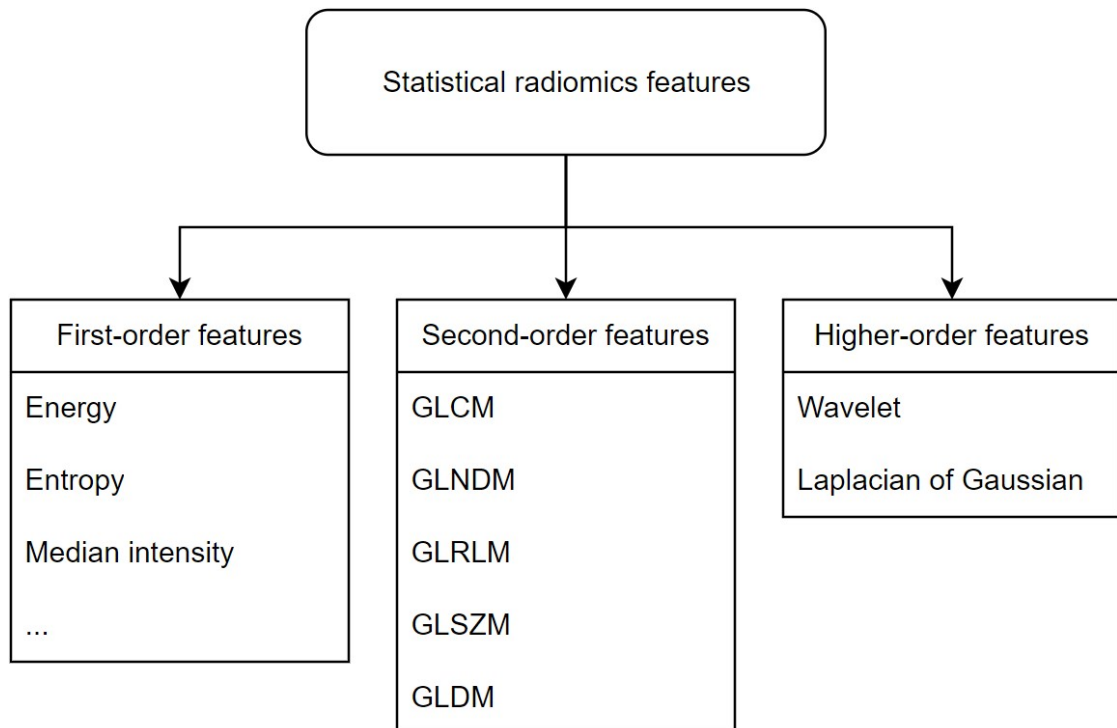 Statistical radiomics features
First-order features
Energy
Entropy
Median intensity
...
Second-order features
GLCM
GLNDM
GLRLM
GLSZM
GLDM
Higher-order features
Wavelet
Laplacian of Gaussian